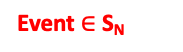 Event ∈ S_N